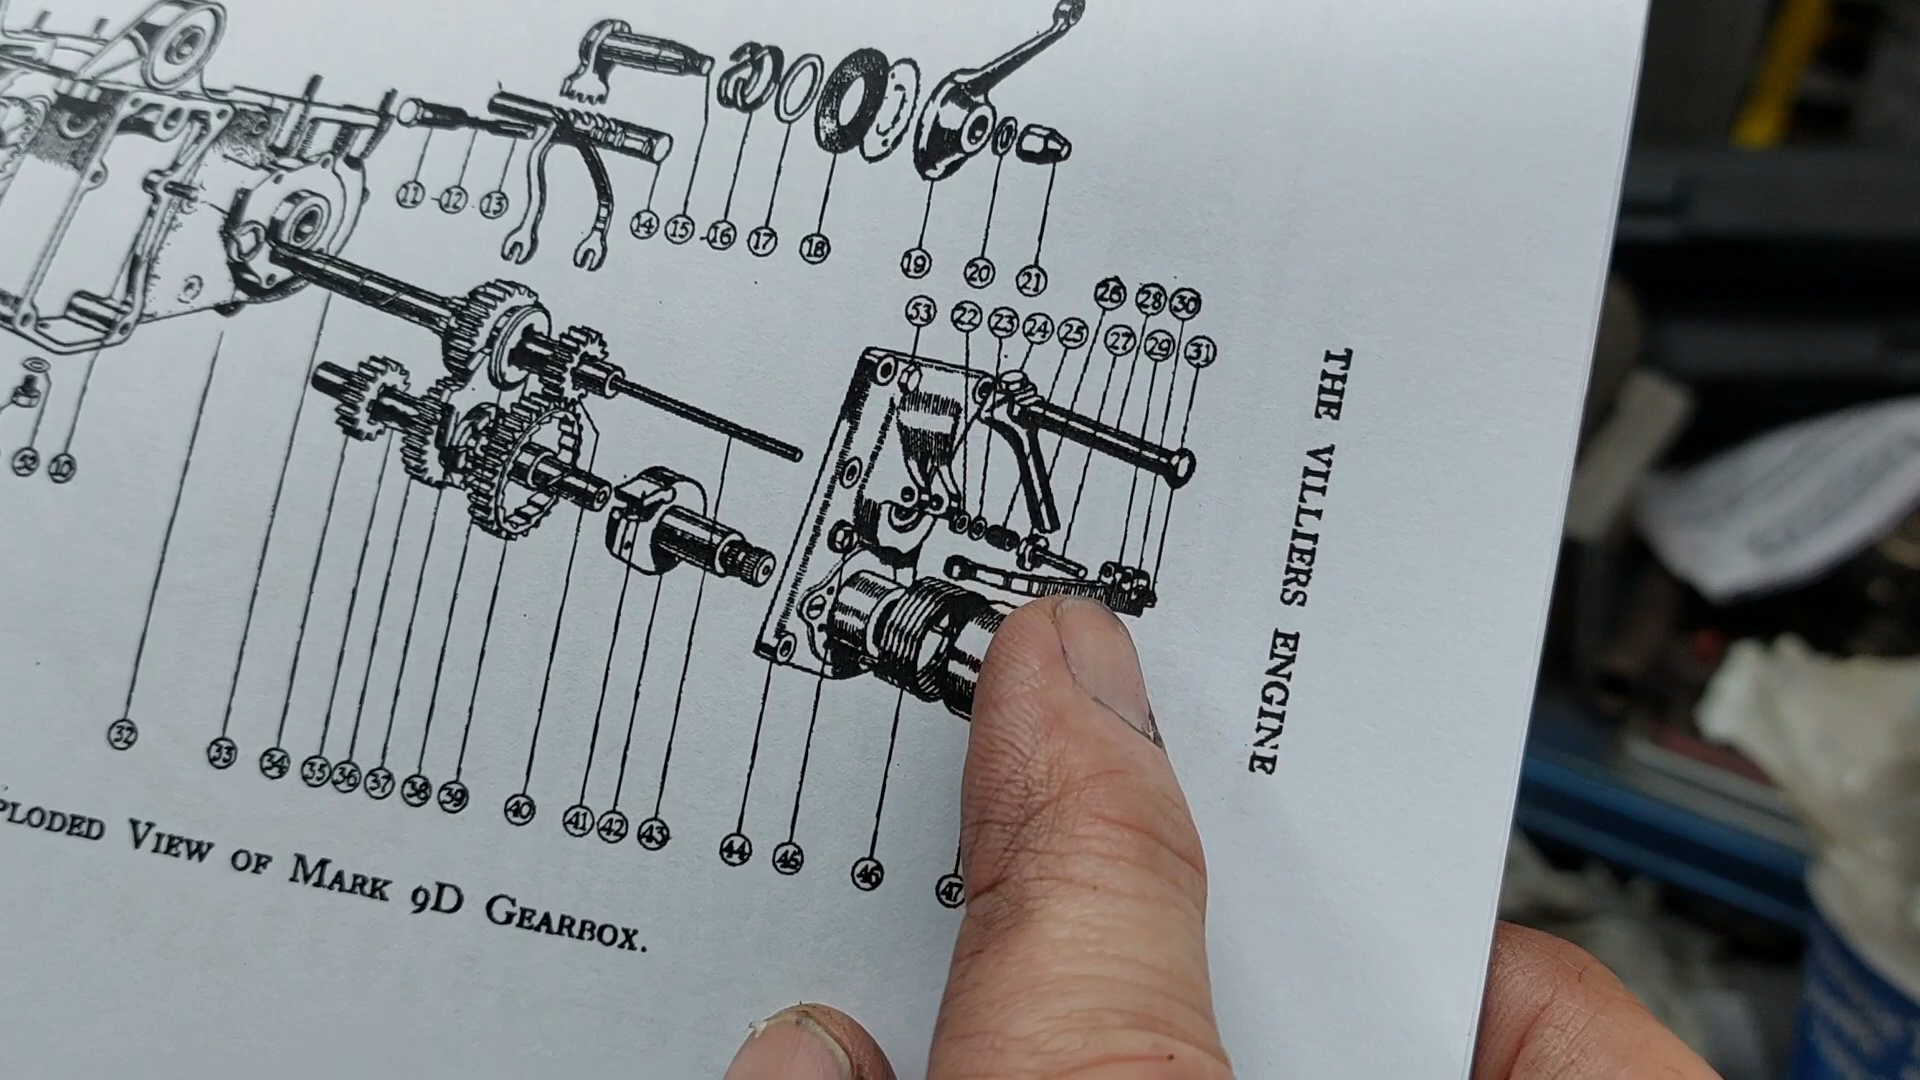 11 12 13
14 15 16 17 18
19 20 21
53 22 23 24 25 26 27 28 29 30 31
52 10
32 33 34 35 36 37 38 39 40 41 42 43 44 45 46 47
PLODED VIEW OF MARK 9D GEARBOX.
THE VILLIERS ENGINE